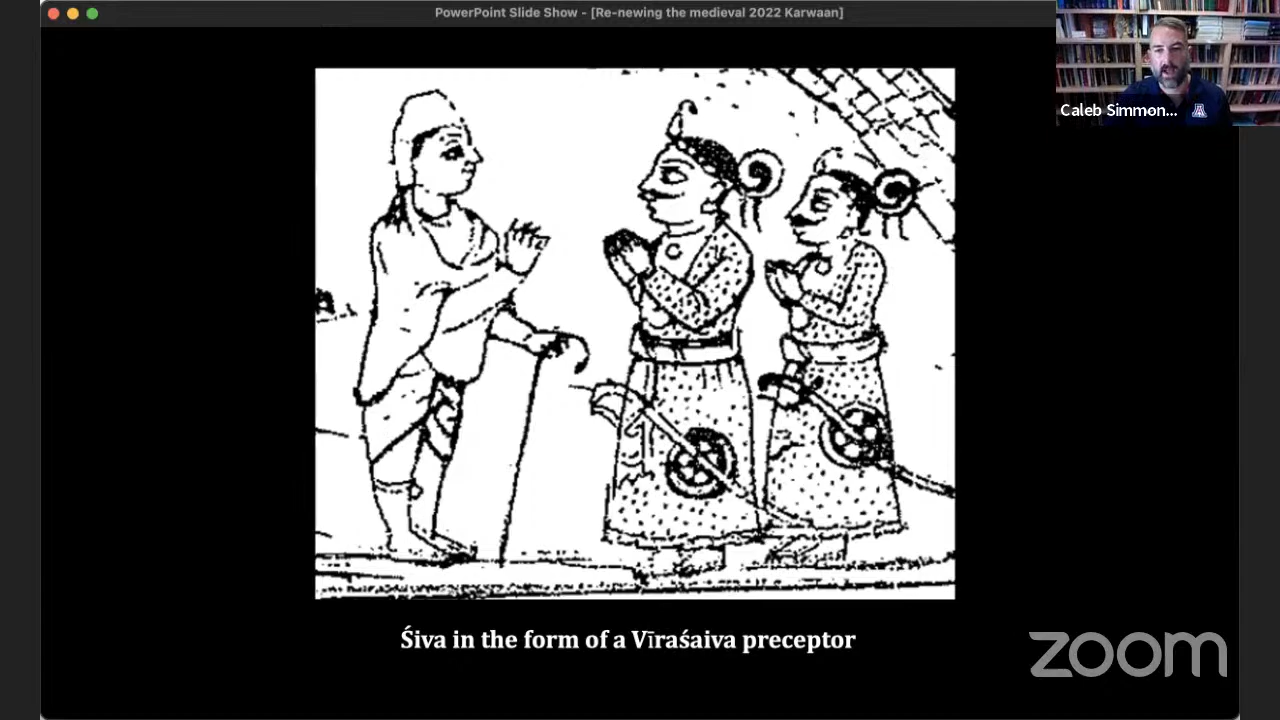 PowerPoint Slide Show - [Re-newing the medieval 2022 Karwaan]
Caleb Simmon...
A
Śiva in the form of a Vīraśaiva preceptor
zoom